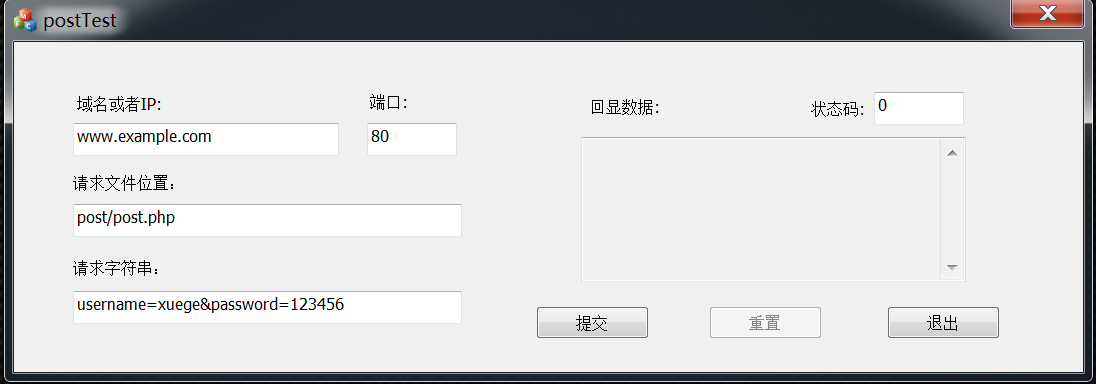 postTest
域名或者IP:
端口:
www.example.com
80
请求文件位置:
post/post.php
请求字符串:
username=xuege&password=123456
回显数据:
状态码:
0
提交
重置
退出